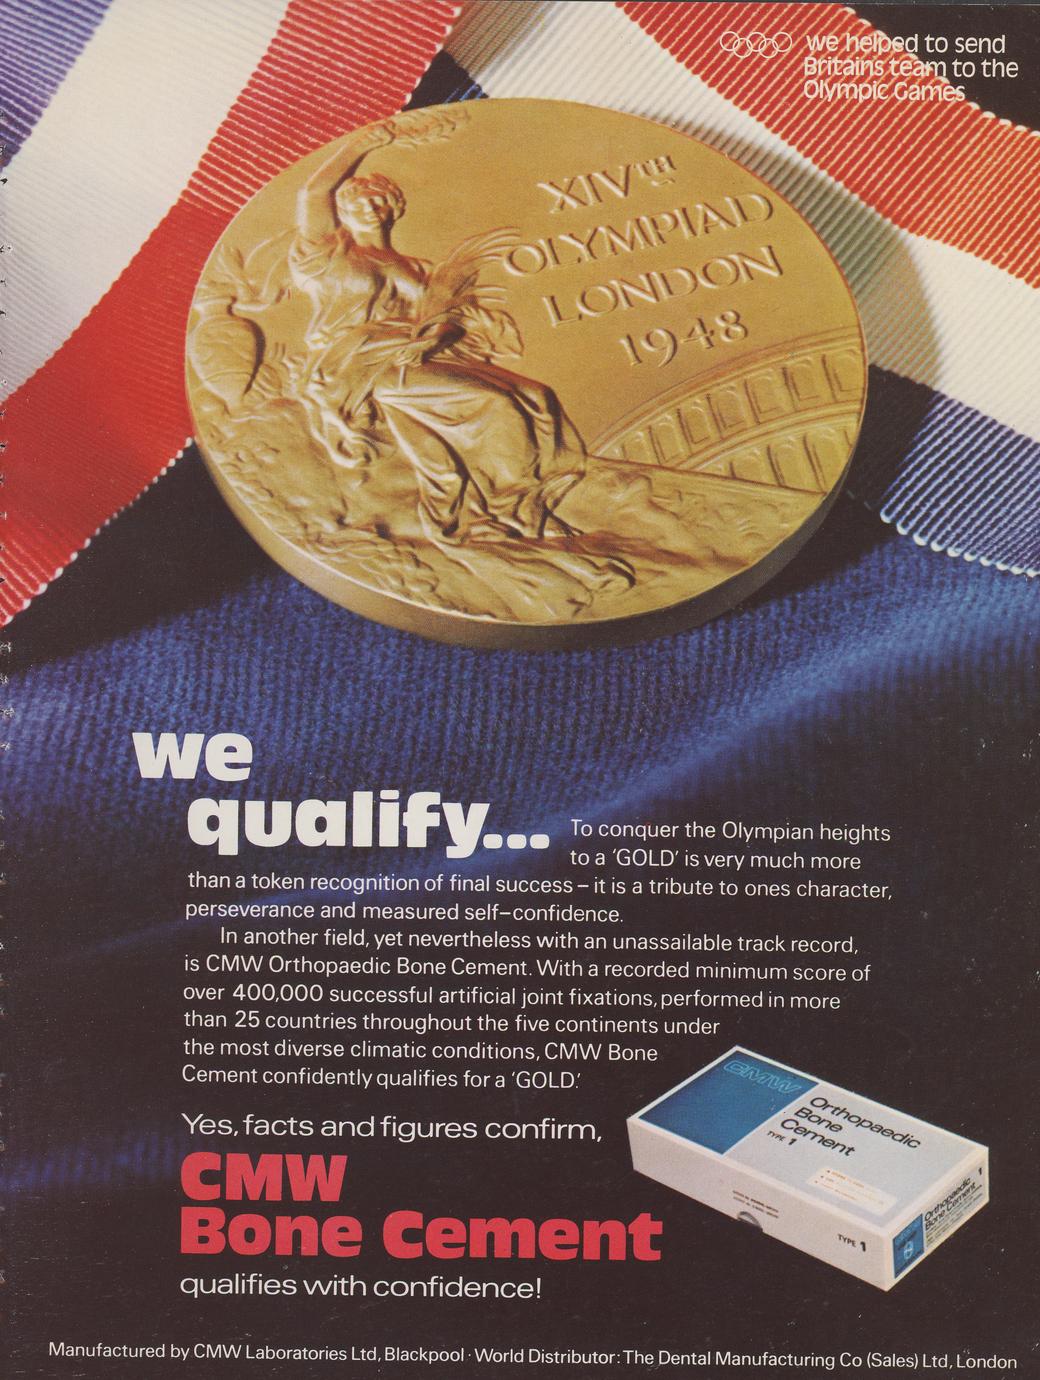 we helped to send
Britains team to the
Olympic Games
XIVTH
OLYMPIAD
LONDON
1948
we
qualify...
To conquer the Olympian heights
to a ‘GOLD’ is very much more
than a token recognition of final success – it is a tribute to ones character,
perseverance and measured self–confidence.
In another field, yet nevertheless with an unassailable track record,
is CMW Orthopaedic Bone Cement. With a recorded minimum score of
over 400,000 successful artificial joint fixations, performed in more
than 25 countries throughout the five continents under
the most diverse climatic conditions, CMW Bone
Cement confidently qualifies for a ‘GOLD.’
Yes, facts and figures confirm,
CMW
Bone Cement
qualifies with confidence!
CMW
Orthopaedic
Bone
Cement
TYPE 1
TYPE 1
Orthopaedic
Bone Cement 1
Manufactured by CMW Laboratories Ltd, Blackpool · World Distributor: The Dental Manufacturing Co (Sales) Ltd, London